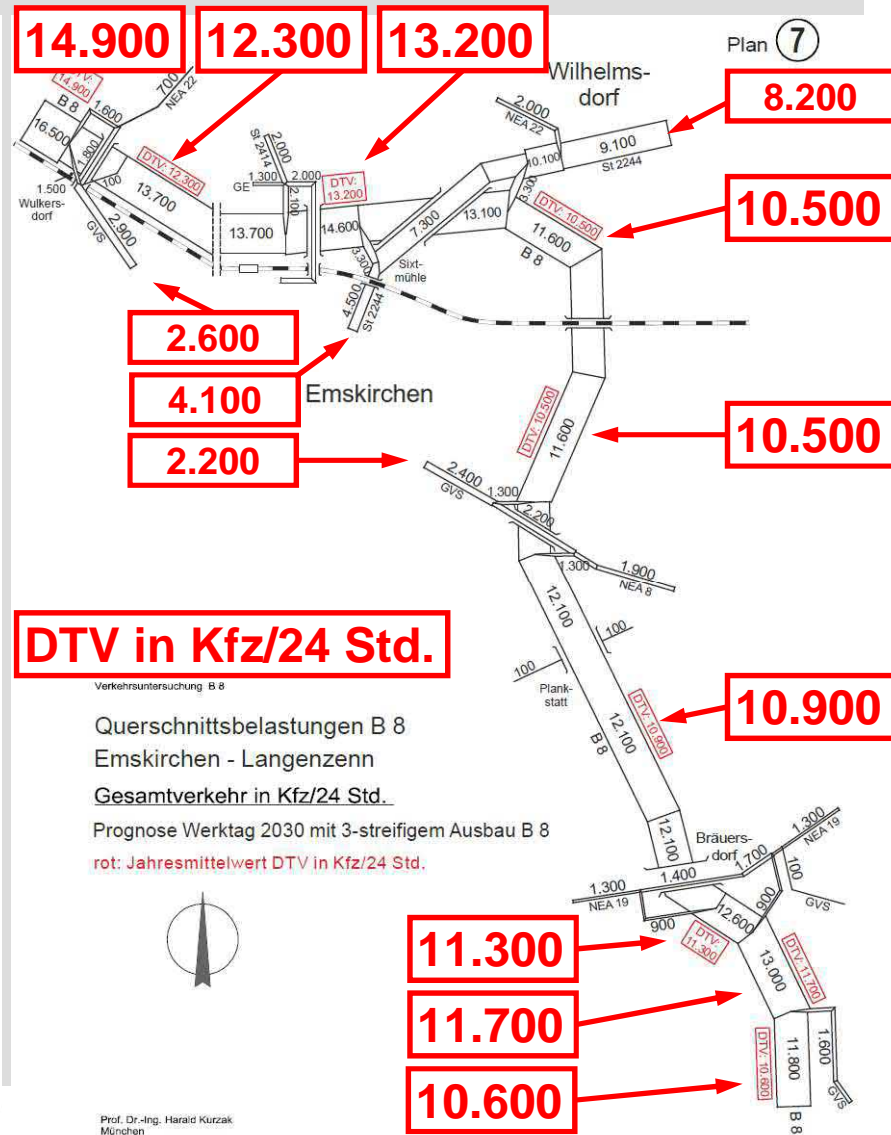 14.900 12.300 13.200
Plan 7
8.200
Wilhelms-
dorf
DTV:
14.900
B 8
700
NEA 22
1.600
16.500
1.800
100
1.500
Wulkers-
dorf
2.900
GVS
DTV: 12.300
13.700
13.700
St 2414
2.000
GE
1.300
2.000
2.100
DTV:
13.200
14.600
3.300
7.300
Sixt-
mühle
4.500
St 2244
2.000
NEA 22
10.100
9.100
St 2244
3.300
13.100
DTV: 10.500
11.600
B 8
10.500
2.600
4.100
Emskirchen
2.200
DTV: 10.500
11.600
10.500
2.400
GVS
1.300
2.200
1.300
1.900
NEA 8
12.100
100
100
Plank-
statt
12.100
B 8
DTV: 10.900
10.900
12.100
DTV in Kfz/24 Std.
Verkehrsuntersuchung B 8
Querschnittsbelastungen B 8
Emskirchen - Langenzenn
Gesamtverkehr in Kfz/24 Std.
Prognose Werktag 2030 mit 3-streifigem Ausbau B 8
rot: Jahresmittelwert DTV in Kfz/24 Std.
Bräuers-
dorf
1.300
NEA 19
1.700
1.400
1.300
NEA 19
100
GVS
900
900
12.600
DTV:
11.300
11.300
13.000
DTV: 11.700
11.700
DTV: 10.600
11.800
B 8
1.600
GVS
10.600
Prof. Dr.-Ing. Harald Kurzak
München